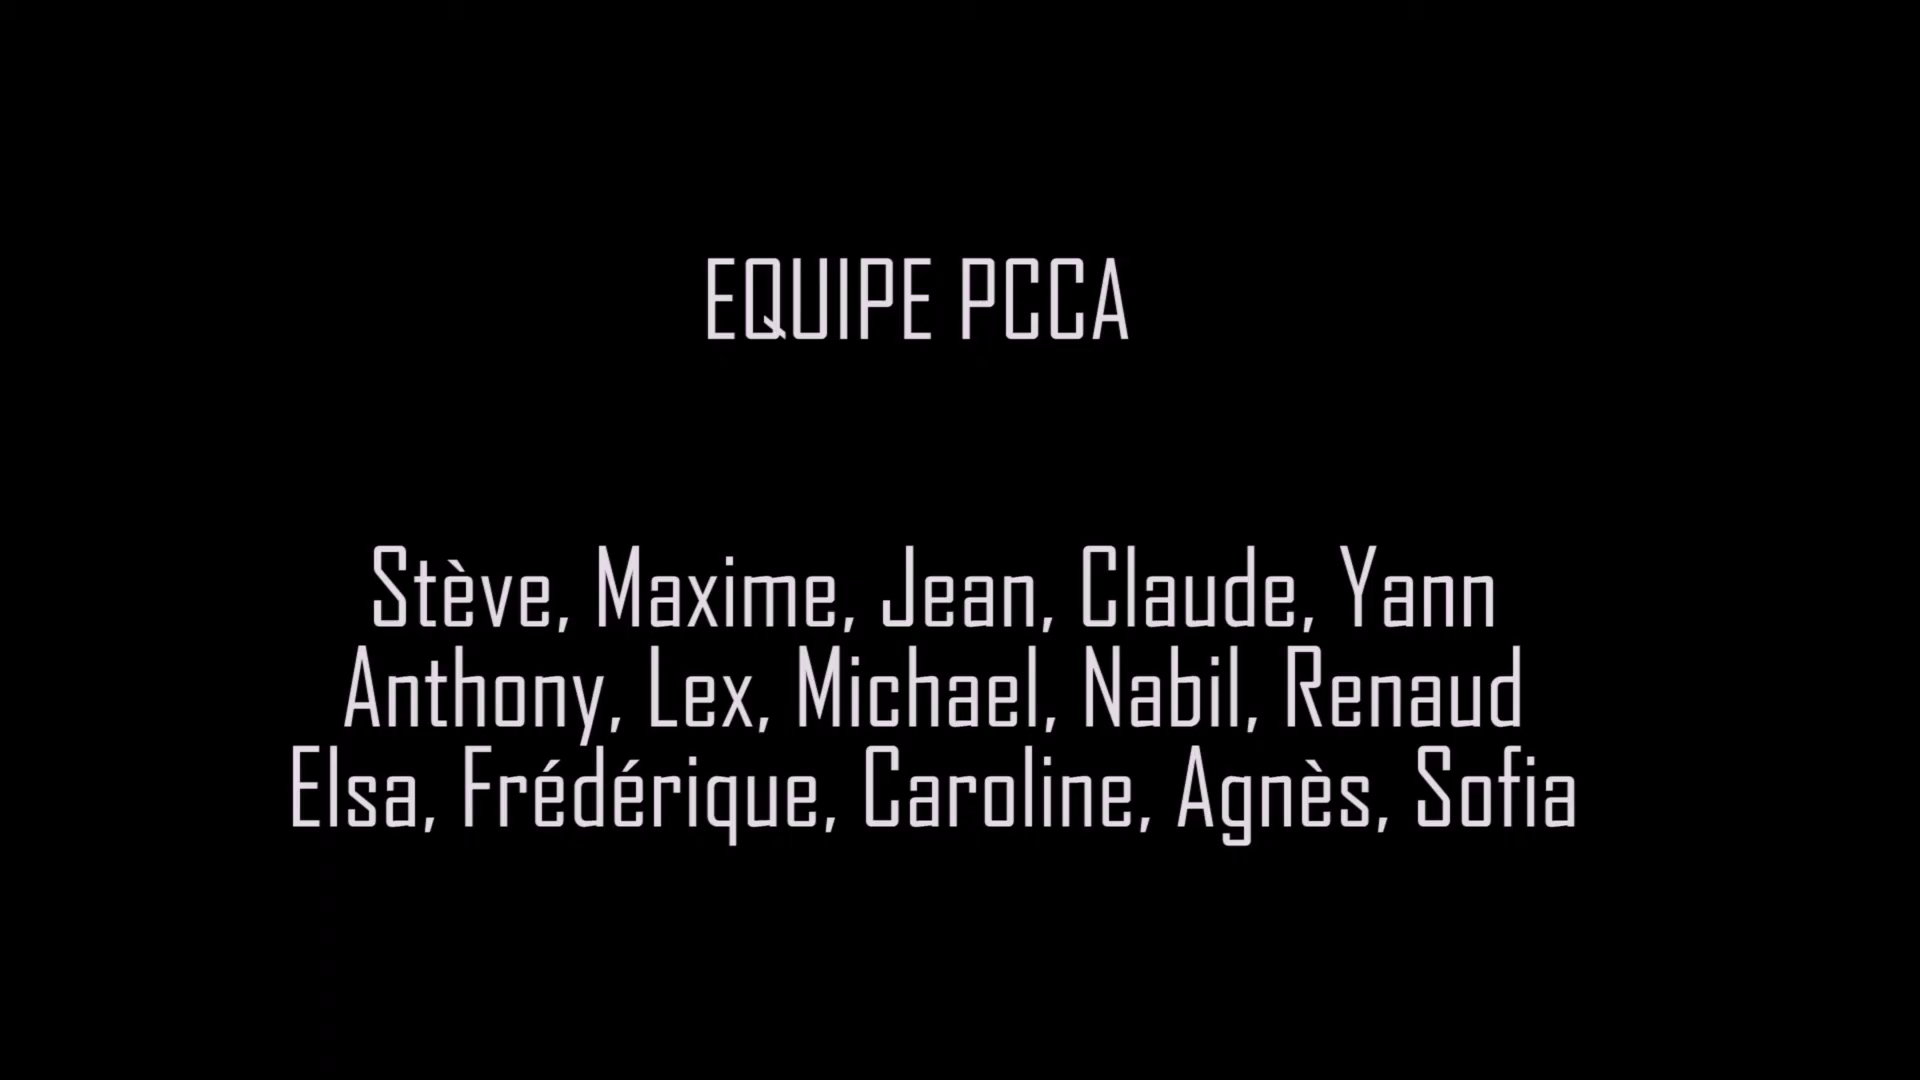 EQUIPE PCCA
Stève, Maxime, Jean, Claude, Yann
Anthony, Lex, Michael, Nabil, Renaud
Elsa, Frédérique, Caroline, Agnès, Sofia